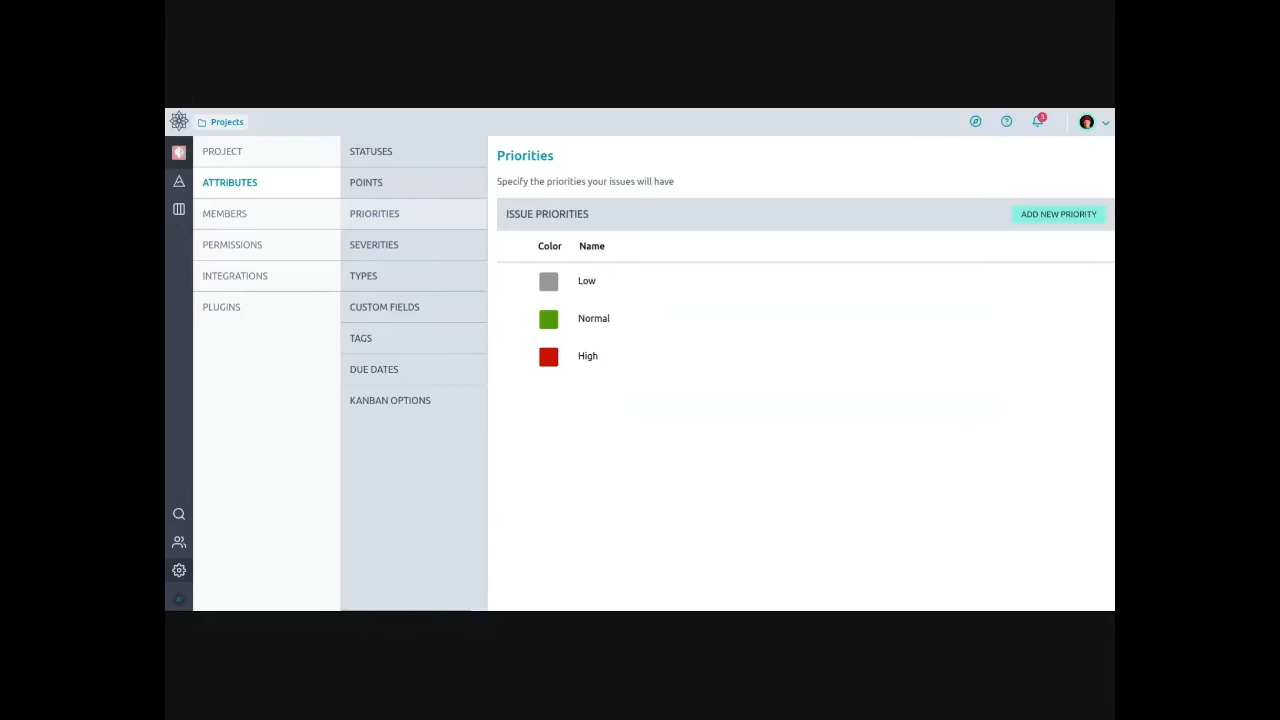 Projects
3
PROJECT
ATTRIBUTES
MEMBERS
PERMISSIONS
INTEGRATIONS
PLUGINS
STATUSES
POINTS
PRIORITIES
SEVERITIES
TYPES
CUSTOM FIELDS
TAGS
DUE DATES
KANBAN OPTIONS
Priorities
Specify the priorities your issues will have
ISSUE PRIORITIES
ADD NEW PRIORITY
Color Name
Low
Normal
High